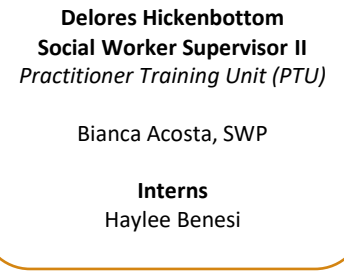 Delores Hickenbottom
Social Worker Supervisor II
Practitioner Training Unit (PTU)
Bianca Acosta, SWP
Interns
Haylee Benesi